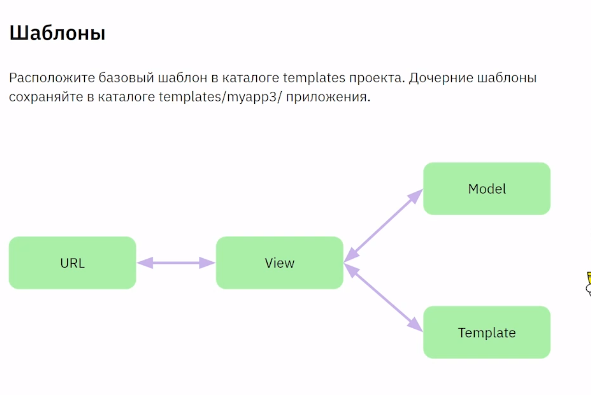 Шаблоны
Расположите базовый шаблон в каталоге templates проекта. Дочерние шаблоны
сохраняйте в каталоге templates/myapp3/ приложения.
Model
URL
View
Template